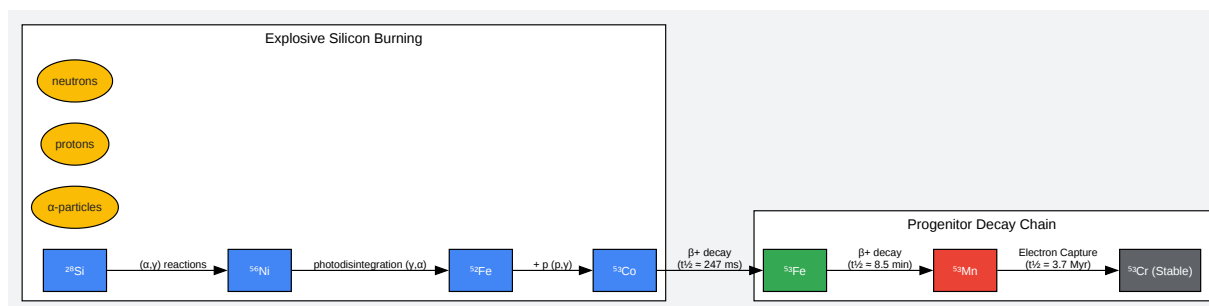 Explosive Silicon Burning
neutrons
protons
α-particles
²⁸Si
(α,γ) reactions
⁵⁶Ni
photodisintegration (γ,α)
⁵²Fe
+ p (p,γ)
⁵³Co
β+ decay
(t½ ≈ 247 ms)
Progenitor Decay Chain
⁵³Fe
β+ decay
(t½ ≈ 8.5 min)
⁵³Mn
Electron Capture
(t½ ≈ 3.7 Myr)
⁵³Cr (Stable)